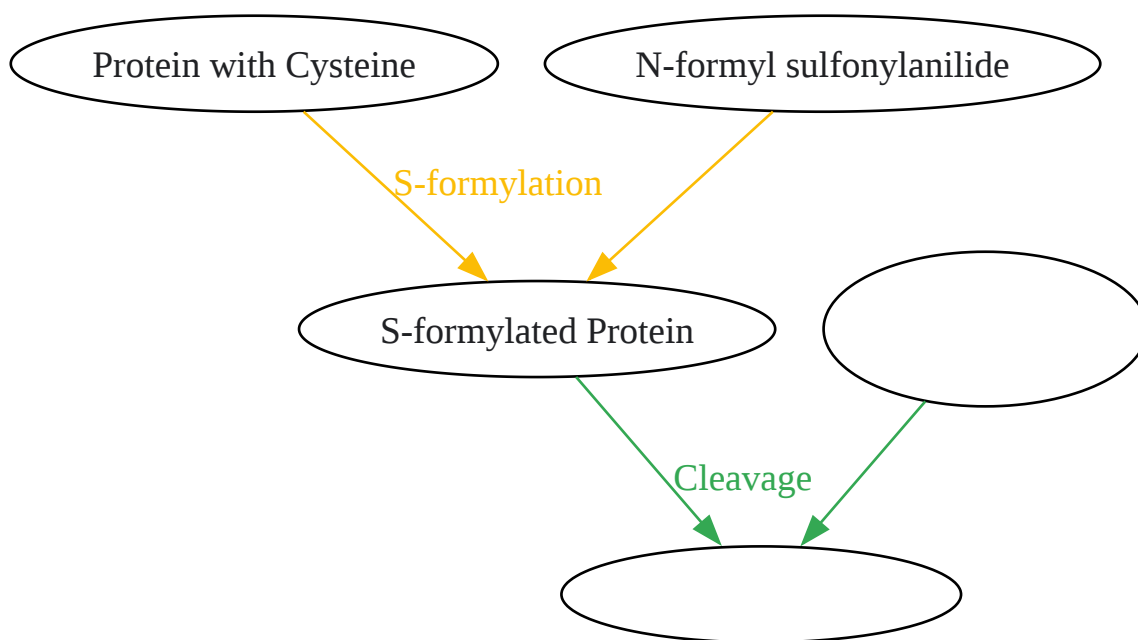 Protein with Cysteine
N-formyl sulfonylanilide
S-formylation
S-formylated Protein
Cleavage